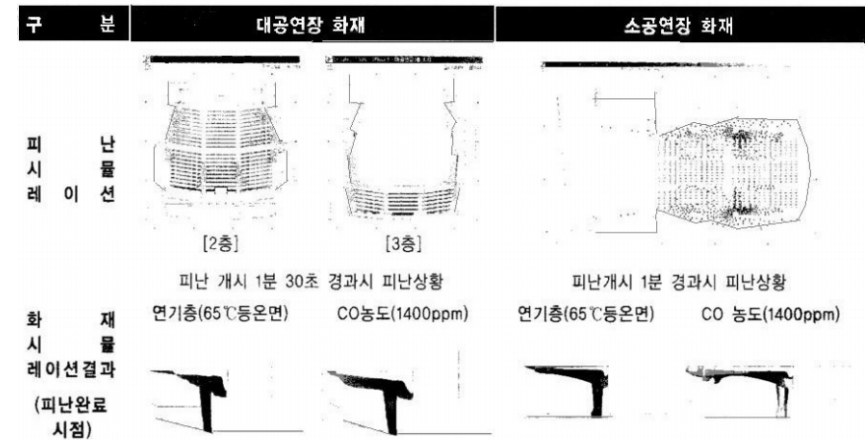 구 분 대공연장 화재 소공연장 화재
피 난
시 뮬
레 이 션
[2층] [3층]
피난 개시 1분 30초 경과시 피난상황 피난개시 1분 경과시 피난상황
화 재
시 뮬
레이션결과
(피난완료
시점)
연기층(65℃등온면) CO농도(1400ppm) 연기층(65℃등온면) CO 농도(1400ppm)